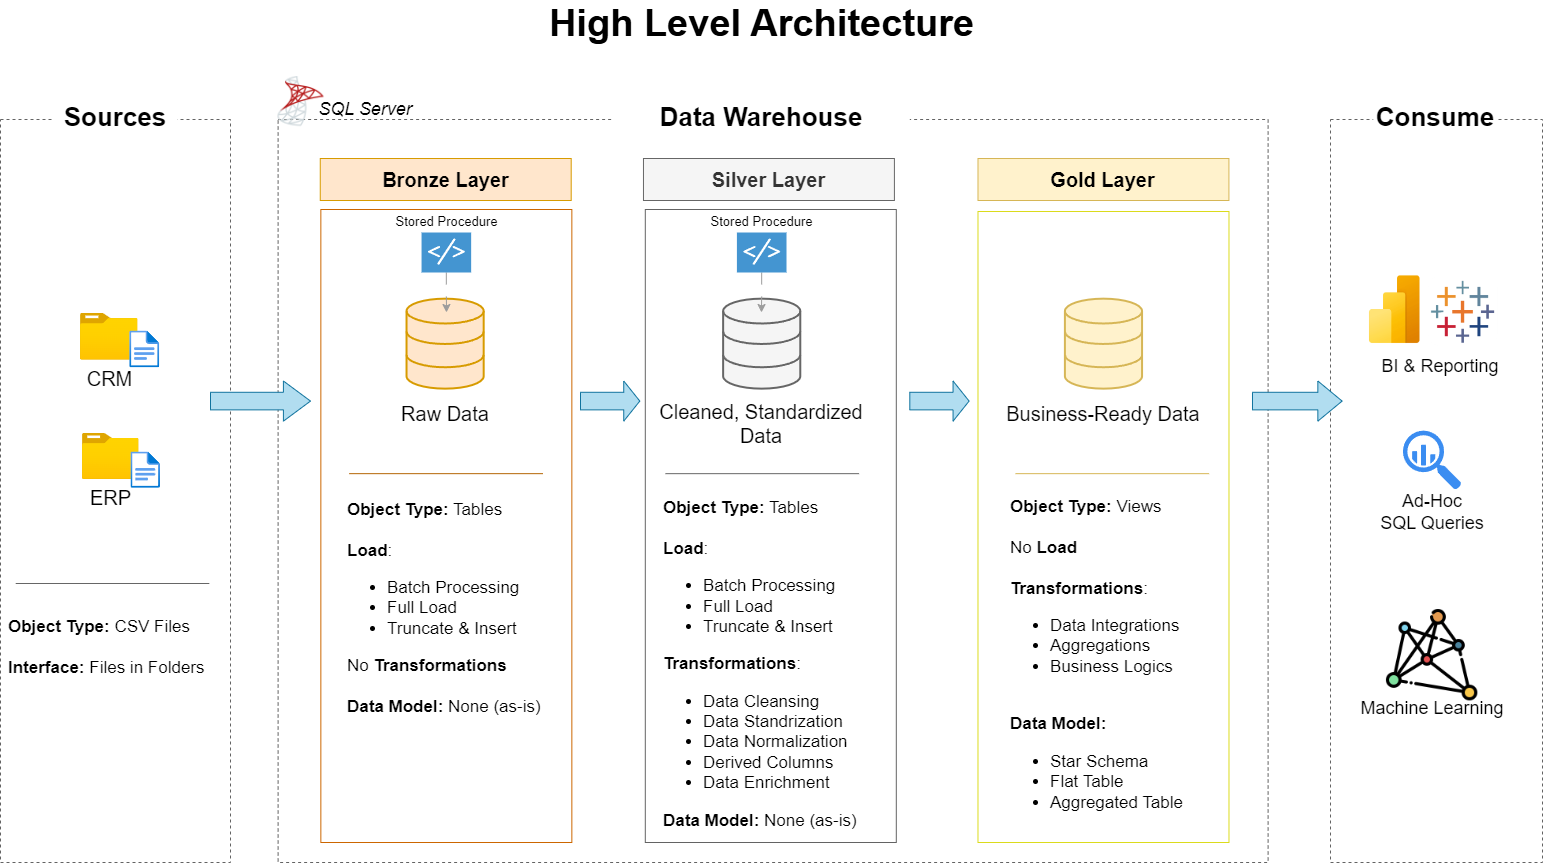 High Level Architecture
Sources
CRM
ERP
Object Type: CSV Files
Interface: Files in Folders
SQL Server
Data Warehouse
Bronze Layer
Stored Procedure
</>
Raw Data
Object Type: Tables
Load:
• Batch Processing
• Full Load
• Truncate & Insert
No Transformations
Data Model: None (as-is)
Silver Layer
Stored Procedure
</>
Cleaned, Standardized
Data
Object Type: Tables
Load:
• Batch Processing
• Full Load
• Truncate & Insert
Transformations:
• Data Cleansing
• Data Standrization
• Data Normalization
• Derived Columns
• Data Enrichment
Data Model: None (as-is)
Gold Layer
Business-Ready Data
Object Type: Views
No Load
Transformations:
• Data Integrations
• Aggregations
• Business Logics
Data Model:
• Star Schema
• Flat Table
• Aggregated Table
Consume
BI & Reporting
Ad-Hoc
SQL Queries
Machine Learning